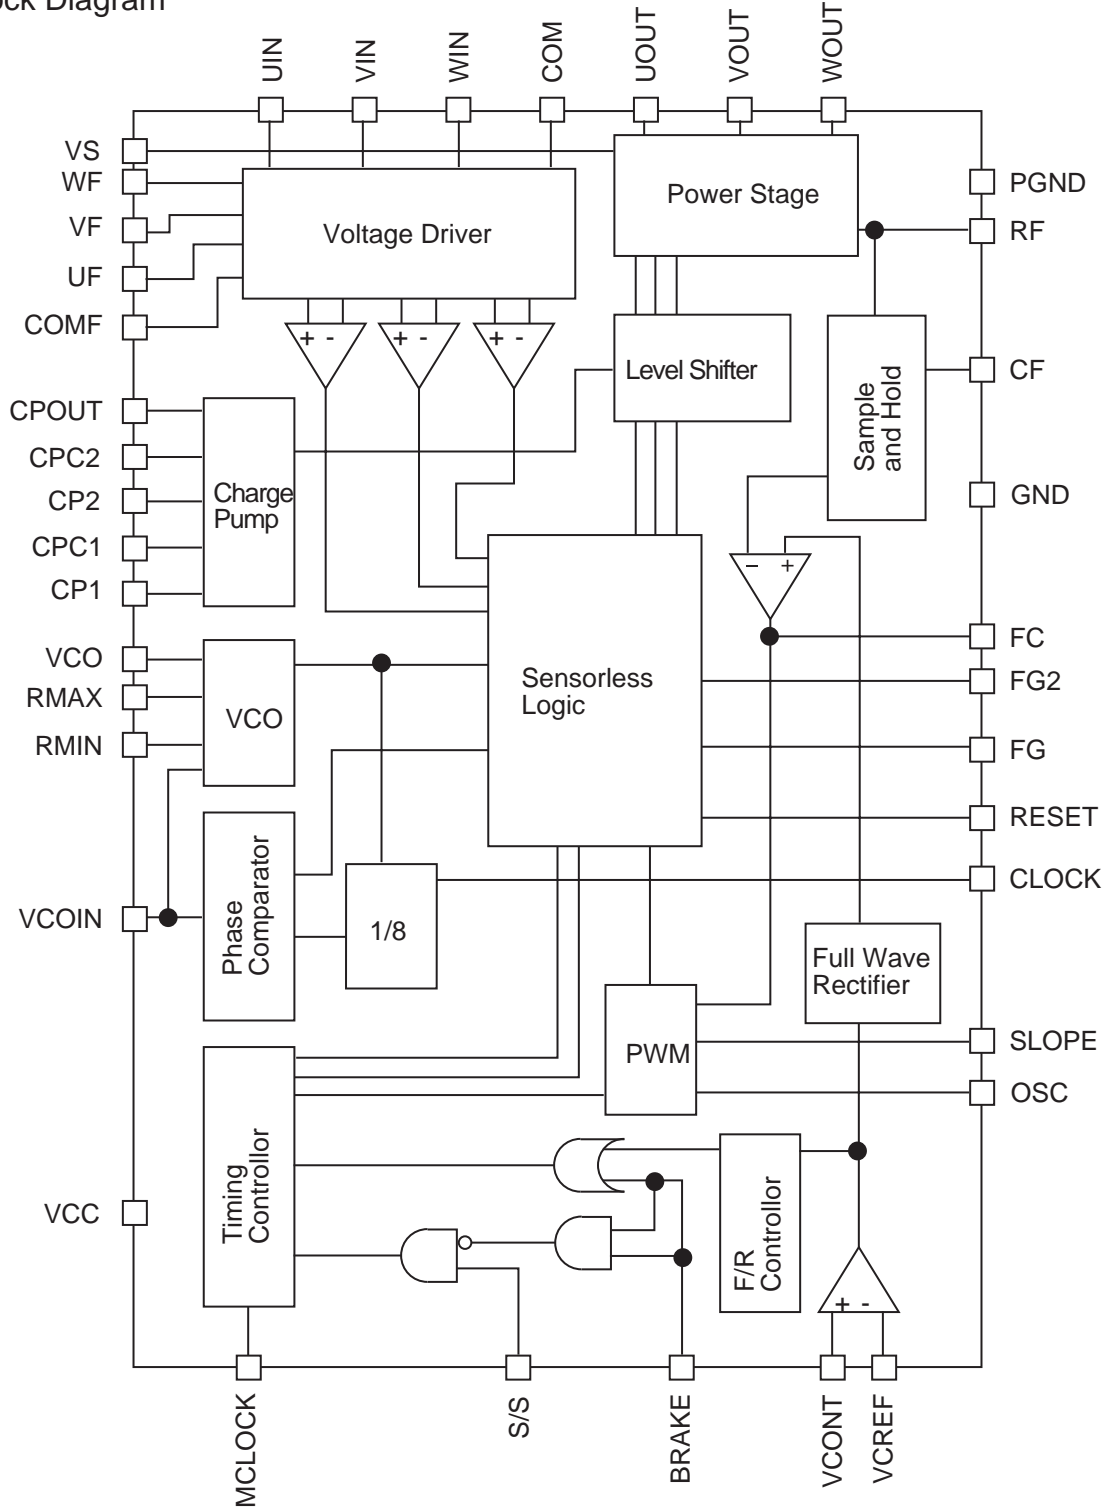 ock Diagram
UIN
VIN
WIN
COM
UOUT
VOUT
WOUT
VS
WF
VF
UF
COMF
CPOUT
CPC2
CP2
CPC1
CP1
VCO
RMAX
RMIN
VCOIN
VCC
PGND
RF
CF
GND
FC
FG2
FG
RESET
CLOCK
SLOPE
OSC
MCLOCK
S/S
BRAKE
VCONT
VCREF
Voltage Driver
Power Stage
+ -
+ -
+ -
Level Shifter
Sample
and Hold
Charge
Pump
− +
Sensorless
Logic
VCO
Phase
Comparator
1/8
Full Wave
Rectifier
PWM
Timing
Controllor
F/R
Controllor
+ -